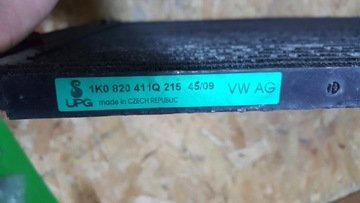 1K0 820 411Q 215 45/09 VW AG
UPG made in CZECH REPUBLIC